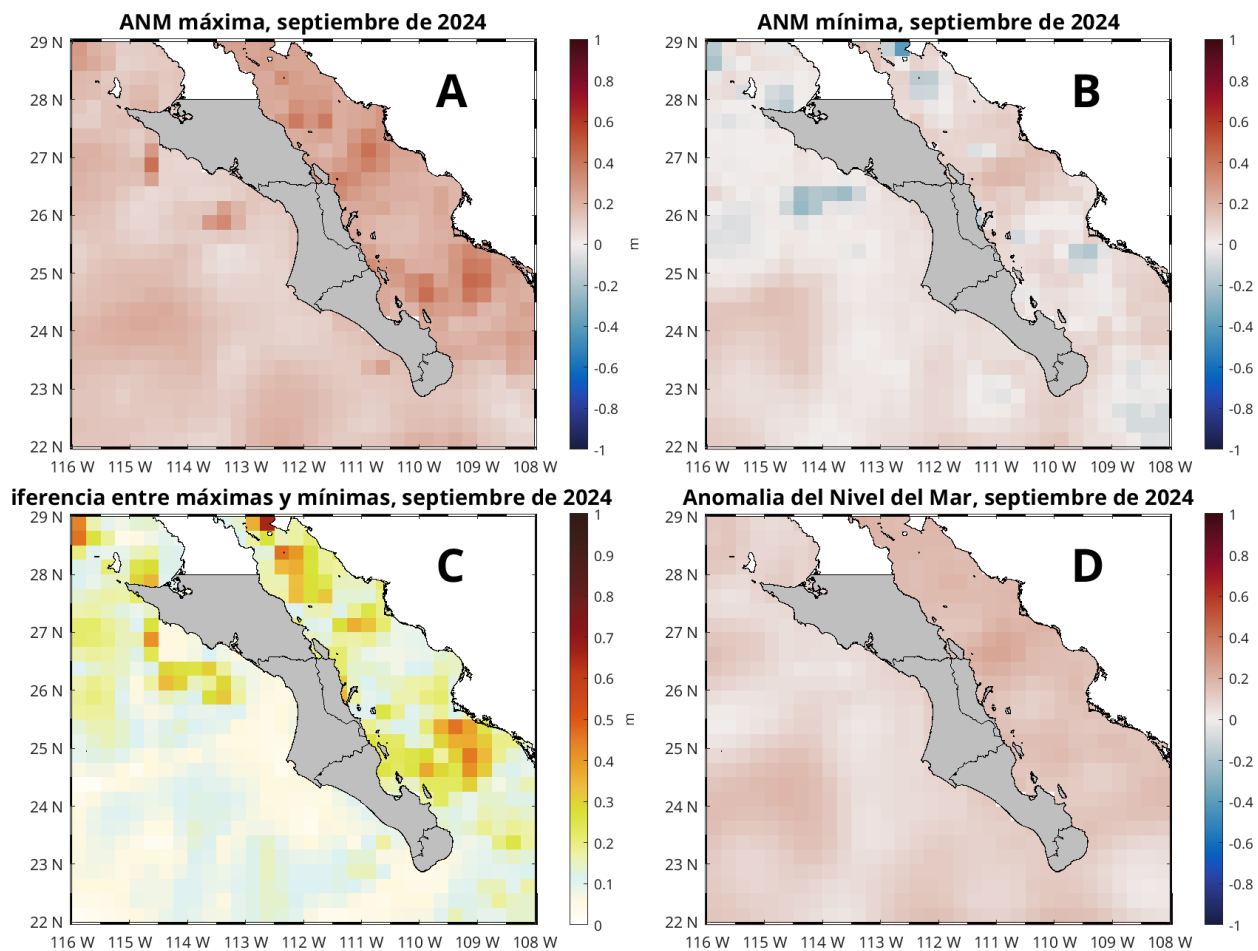 ANM máxima, septiembre de 2024
29 N
28 N
27 N
26 N
25 N
24 N
23 N
22 N
116 W 115 W 114 W 113 W 112 W 111 W 110 W 109 W 108 W
A
1
0.8
0.6
0.4
0.2
0
-0.2
-0.4
-0.6
-0.8
-1
m
ANM mínima, septiembre de 2024
29 N
28 N
27 N
26 N
25 N
24 N
23 N
22 N
116 W 115 W 114 W 113 W 112 W 111 W 110 W 109 W 108 W
B
1
0.8
0.6
0.4
0.2
0
-0.2
-0.4
-0.6
-0.8
-1
iferencia entre máximas y mínimas, septiembre de 2024
29 N
28 N
27 N
26 N
25 N
24 N
23 N
22 N
116 W 115 W 114 W 113 W 112 W 111 W 110 W 109 W 108 W
C
1
0.9
0.8
0.7
0.6
0.5
0.4
0.3
0.2
0.1
0
m
Anomalia del Nivel del Mar, septiembre de 2024
29 N
28 N
27 N
26 N
25 N
24 N
23 N
22 N
116 W 115 W 114 W 113 W 112 W 111 W 110 W 109 W 108 W
D
1
0.8
0.6
0.4
0.2
0
-0.2
-0.4
-0.6
-0.8
-1